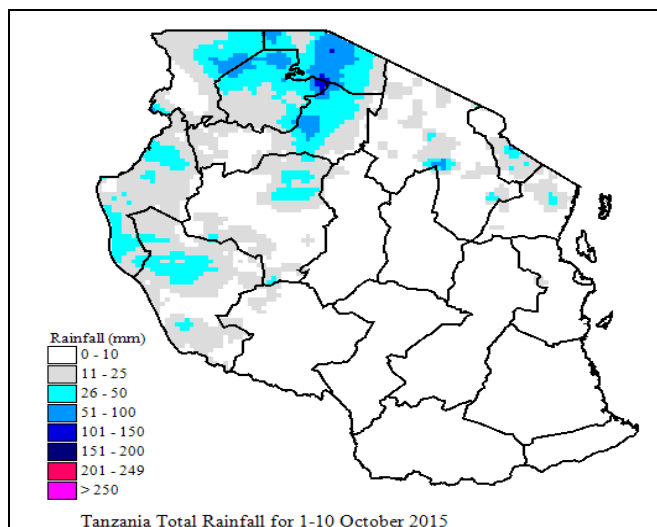 Rainfall (mm)
0 - 10
11 - 25
26 - 50
51 - 100
101 - 150
151 - 200
201 - 249
> 250
Tanzania Total Rainfall for 1-10 October 2015